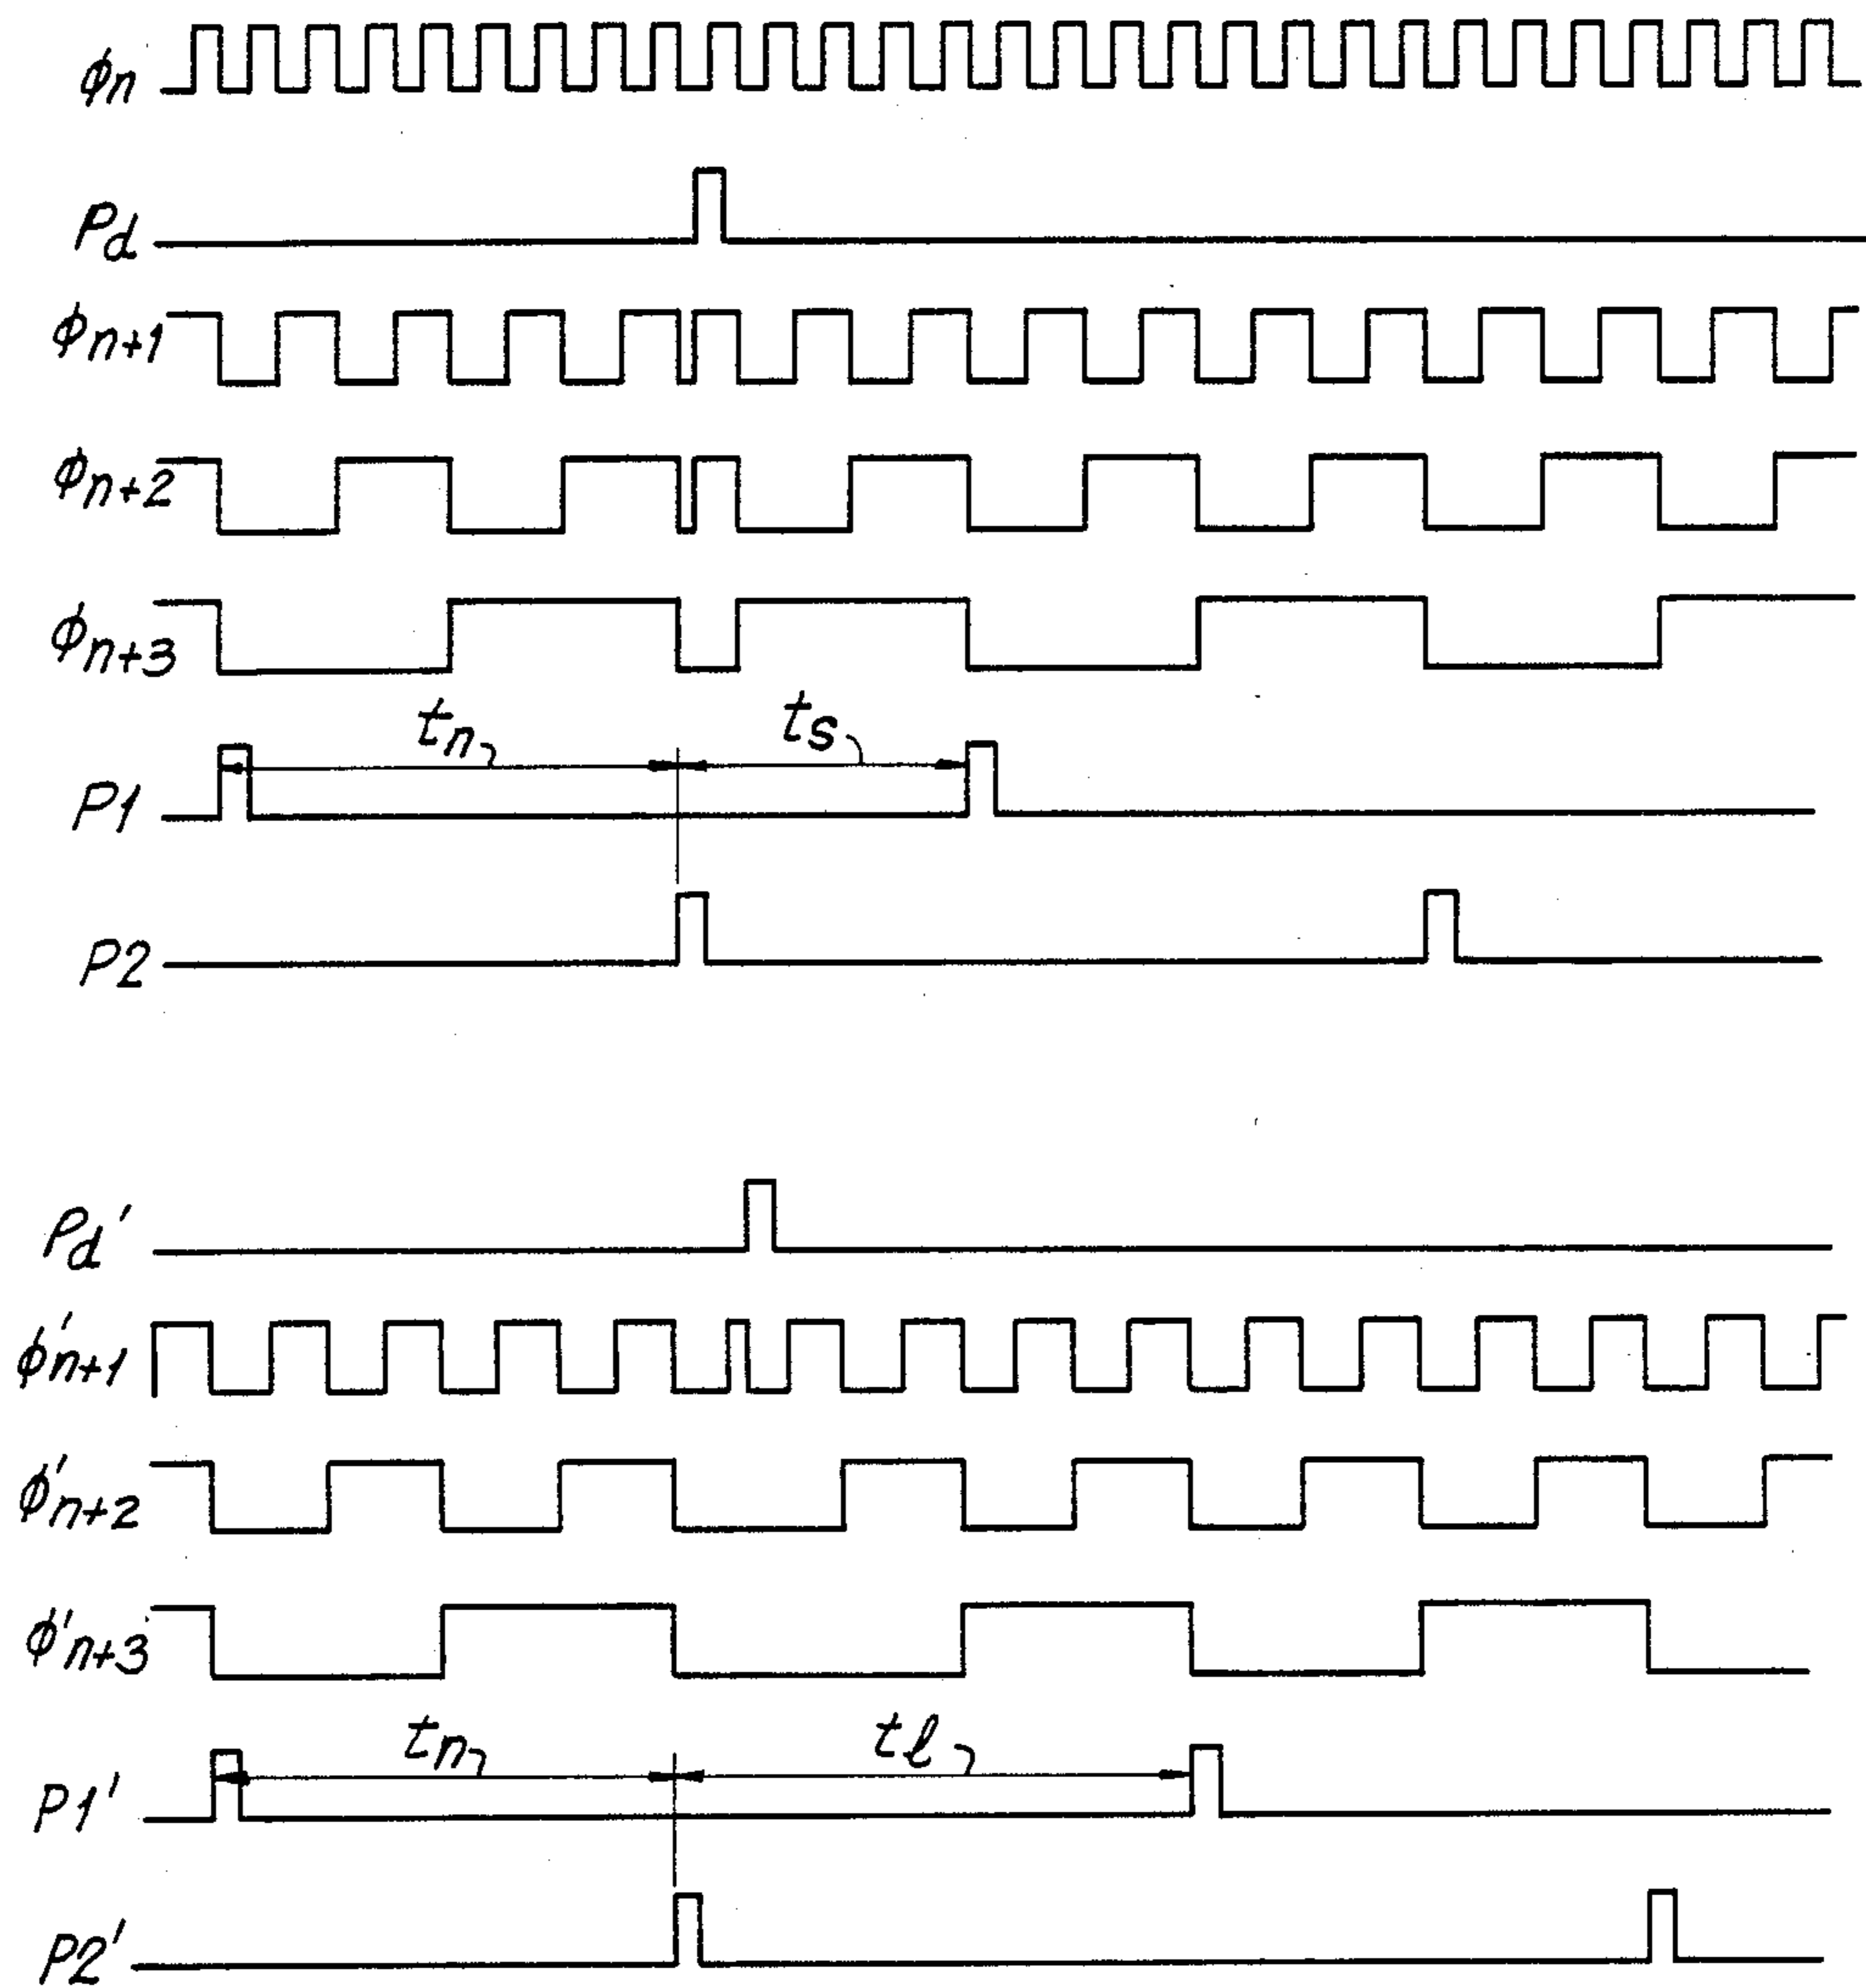 ϕn
Pd
ϕn+1
ϕn+2
ϕn+3
tn ts
P1
P2
Pd'
ϕ'n+1
ϕ'n+2
ϕ'n+3
tn tℓ
P1'
P2'